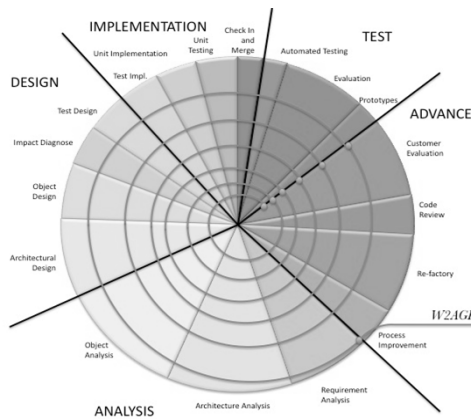 IMPLEMENTATION
Unit
Testing
Check In
and
Merge
TEST
Unit Implementation
Automated Testing
Test Impl.
Evaluation
DESIGN
Prototypes
Test Design
ADVANCE
Impact Diagnose
Customer
Evaluation
Object
Design
Code
Review
Architectural
Design
Re-factory
W2AGE
Process
Improvement
Object
Analysis
Requirement
Analysis
Architecture Analysis
ANALYSIS